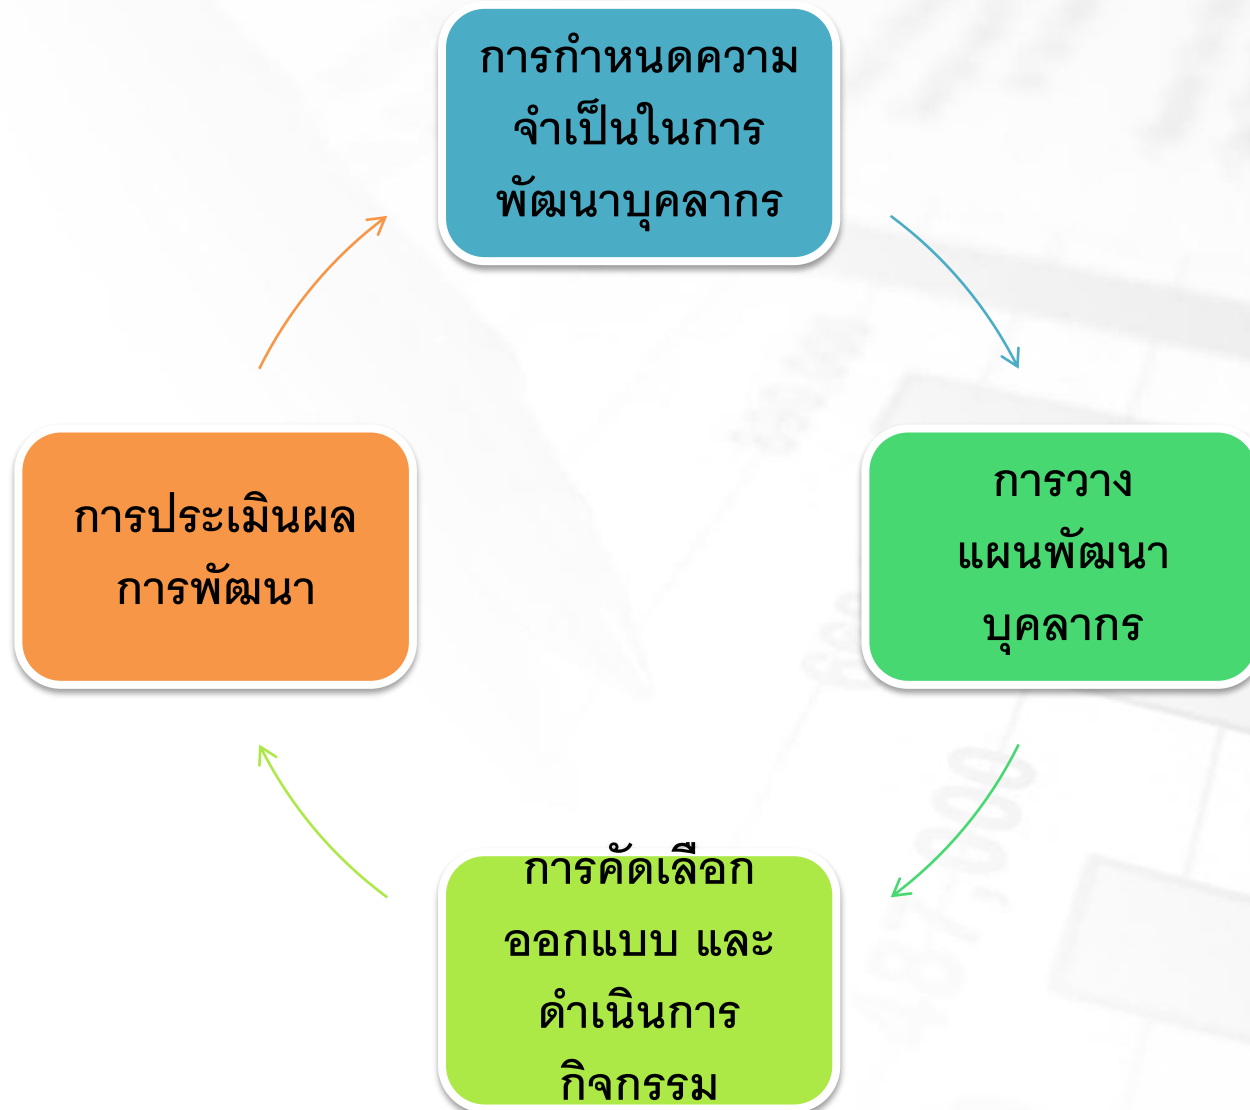 การกำหนดความ
จำเป็นในการ
พัฒนาบุคลากร
การวาง
แผนพัฒนา
บุคลากร
การคัดเลือก
ออกแบบ และ
ดำเนินการ
กิจกรรม
การประเมินผล
การพัฒนา
487,000